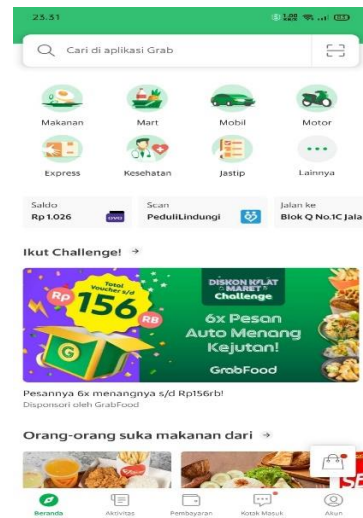 23.31
Cari di aplikasi Grab
Makanan
Mart
Mobil
Motor
Express
Kesehatan
Jastip
Lainnya
Saldo
Rp 1.026
OVO
Scan
PeduliLindungi
Jalan ke
Blok Q No.1C Jala
Ikut Challenge!
Total
Voucher s/d
Rp
156
RB
G
DISKON KILAT
MARET
Challenge
6x Pesan
Auto Menang
Kejutan!
GrabFood
Pesannya 6x menangnya s/d Rp156rb!
Disponsori oleh GrabFood
Orang-orang suka makanan dari
Beranda
Aktivitas
Pembayaran
Kotak Masuk
Akun